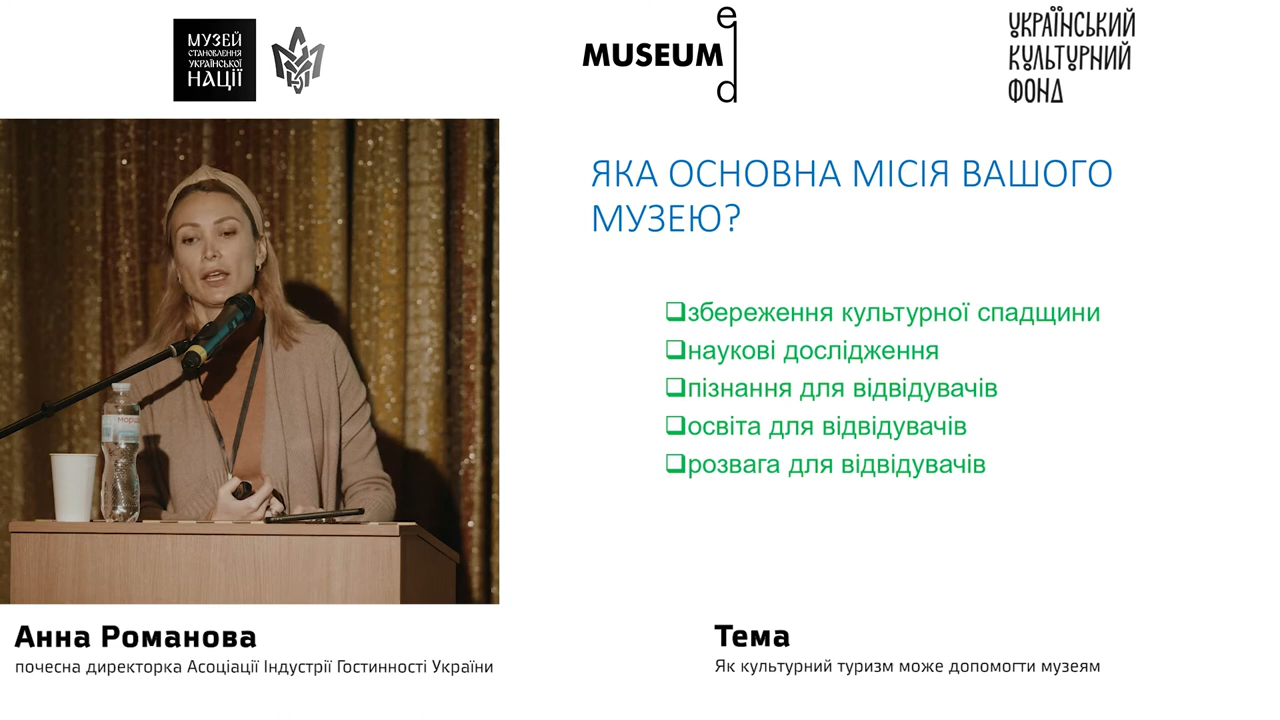 МУЗЕЙ
СТАНОВЛЕННЯ
УКРАЇНСЬКОЇ
НАЦІЇ
MUSEUM
ed
УКРАЇНСЬКИЙ
КУЛЬТУРНИЙ
ФОНД
ЯКА ОСНОВНА МІСІЯ ВАШОГО
МУЗЕЮ?
збереження культурної спадщини
наукові дослідження
пізнання для відвідувачів
освіта для відвідувачів
розвага для відвідувачів
Анна Романова
почесна директорка Асоціації Індустрії Гостинності України
Тема
Як культурний туризм може допомогти музеям